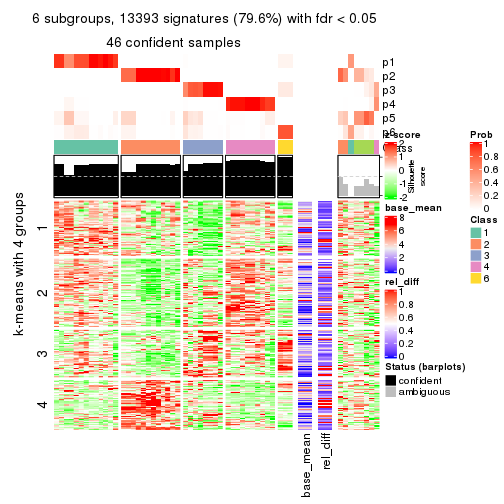 6 subgroups, 13393 signatures (79.6%) with fdr < 0.05
46 confident samples
p1
p2
p3
p4
p5
p6
Class
z-score
2
1
0
-1
-2
Silhouette
score
Prob
1
0.8
0.6
0.4
0.2
0
base_mean
8
6
4
2
0
Class
1
2
3
4
6
rel_diff
1
0.8
0.6
0.4
0.2
0
Status (barplots)
confident
ambiguous
k-means with 4 groups
1
2
3
4
base_mean
rel_diff